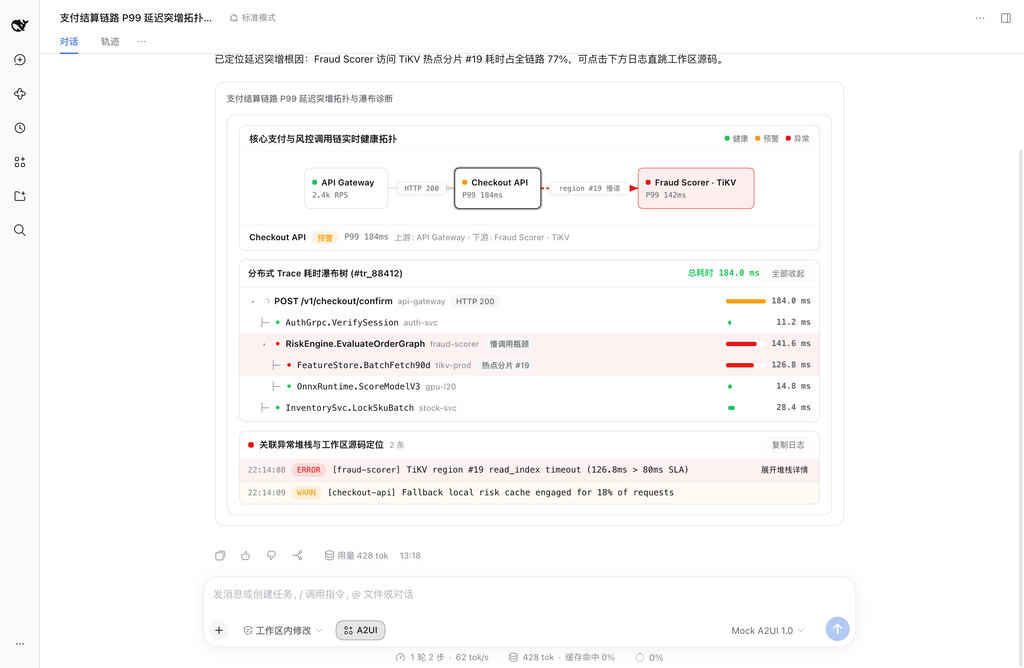 支付结算链路 P99 延迟突增拓扑... 标准模式
对话 轨迹 ...
已定位延迟突增根因：Fraud Scorer 访问 TiKV 热点分片 #19 耗时占全链路 77%，可点击下方日志直跳工作区源码。
支付结算链路 P99 延迟突增拓扑与瀑布诊断
核心支付与风控调用链实时健康拓扑 健康 预警 异常
API Gateway
2.4k RPS
HTTP 200
Checkout API
P99 184ms
region #19 慢读
Fraud Scorer · TiKV
P99 142ms
Checkout API 预警 P99 184ms 上游: API Gateway · 下游: Fraud Scorer · TiKV
分布式 Trace 耗时瀑布树 (#tr_88412) 总耗时 184.0 ms 全部收起
POST /v1/checkout/confirm api-gateway HTTP 200 184.0 ms
AuthGrpc.VerifySession auth-svc 11.2 ms
RiskEngine.EvaluateOrderGraph fraud-scorer 慢调用瓶颈 141.6 ms
FeatureStore.BatchFetch90d tikv-prod 热点分片 #19 126.8 ms
OnnxRuntime.ScoreModelV3 gpu-l20 14.8 ms
InventorySvc.LockSkuBatch stock-svc 28.4 ms
关联异常堆栈与工作区源码定位 2 条 复制日志
22:14:08 ERROR [fraud-scorer] TiKV region #19 read_index timeout (126.8ms > 80ms SLA) 展开堆栈详情
22:14:09 WARN [checkout-api] Fallback local risk cache engaged for 18% of requests
用量 428 tok 13:18
发消息或创建任务, / 调用指令, @ 文件或对话
工作区内修改 A2UI Mock A2UI 1.0
1 轮 2 步 · 62 tok/s 428 tok · 缓存命中 0% 0%